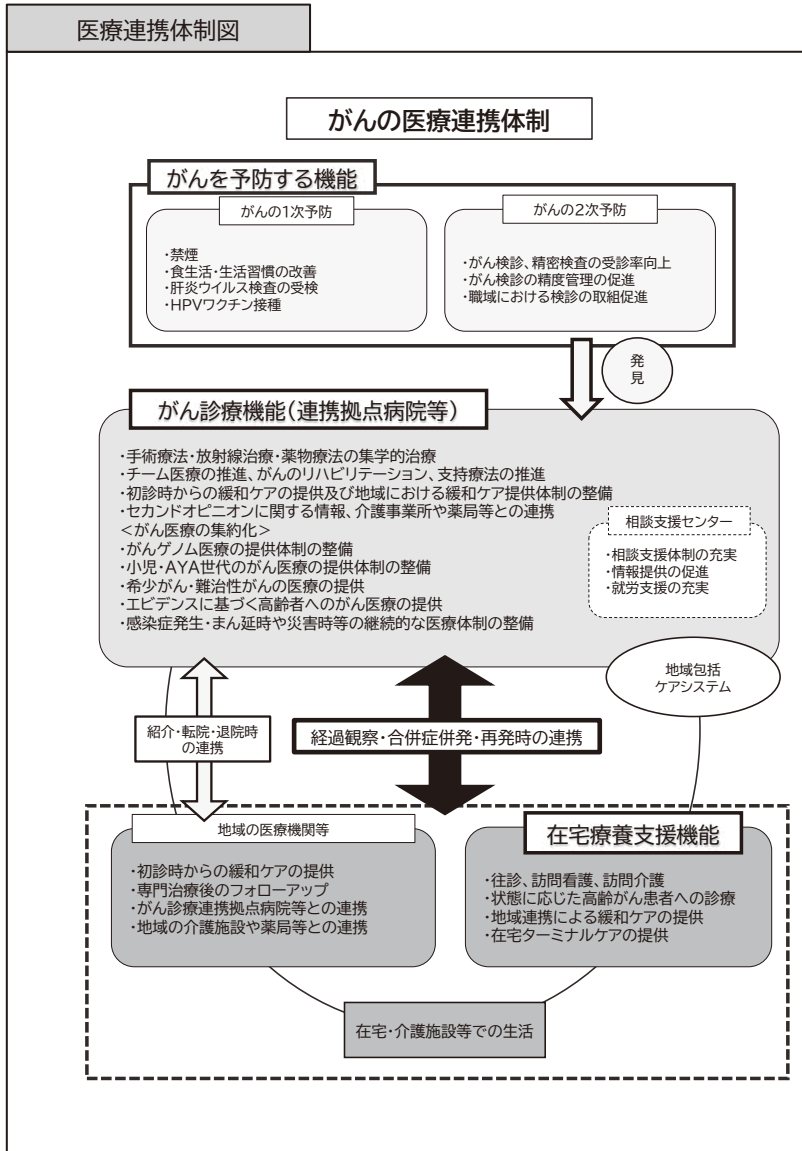 医療連携体制図
がんの医療連携体制
がんを予防する機能
がんの1次予防
・禁煙
・食生活・生活習慣の改善
・肝炎ウイルス検査の受検
・HPVワクチン接種
がんの2次予防
・がん検診、精密検査の受診率向上
・がん検診の精度管理の促進
・職域における検診の取組促進
発
見
がん診療機能(連携拠点病院等)
・手術療法・放射線治療・薬物療法の集学的治療
・チーム医療の推進、がんのリハビリテーション、支持療法の推進
・初診時からの緩和ケアの提供及び地域における緩和ケア提供体制の整備
・セカンドオピニオンに関する情報、介護事業所や薬局等との連携
<がん医療の集約化>
・がんゲノム医療の提供体制の整備
・小児・AYA世代のがん医療の提供体制の整備
・希少がん・難治性がんの医療の提供
・エビデンスに基づく高齢者へのがん医療の提供
・感染症発生・まん延時や災害時等の継続的な医療体制の整備
相談支援センター
・相談支援体制の充実
・情報提供の促進
・就労支援の充実
地域包括
ケアシステム
紹介・転院・退院時
の連携
経過観察・合併症併発・再発時の連携
地域の医療機関等
・初診時からの緩和ケアの提供
・専門治療後のフォローアップ
・がん診療連携拠点病院等との連携
・地域の介護施設や薬局等との連携
在宅療養支援機能
・往診、訪問看護、訪問介護
・状態に応じた高齢がん患者への診療
・地域連携による緩和ケアの提供
・在宅ターミナルケアの提供
在宅・介護施設等での生活